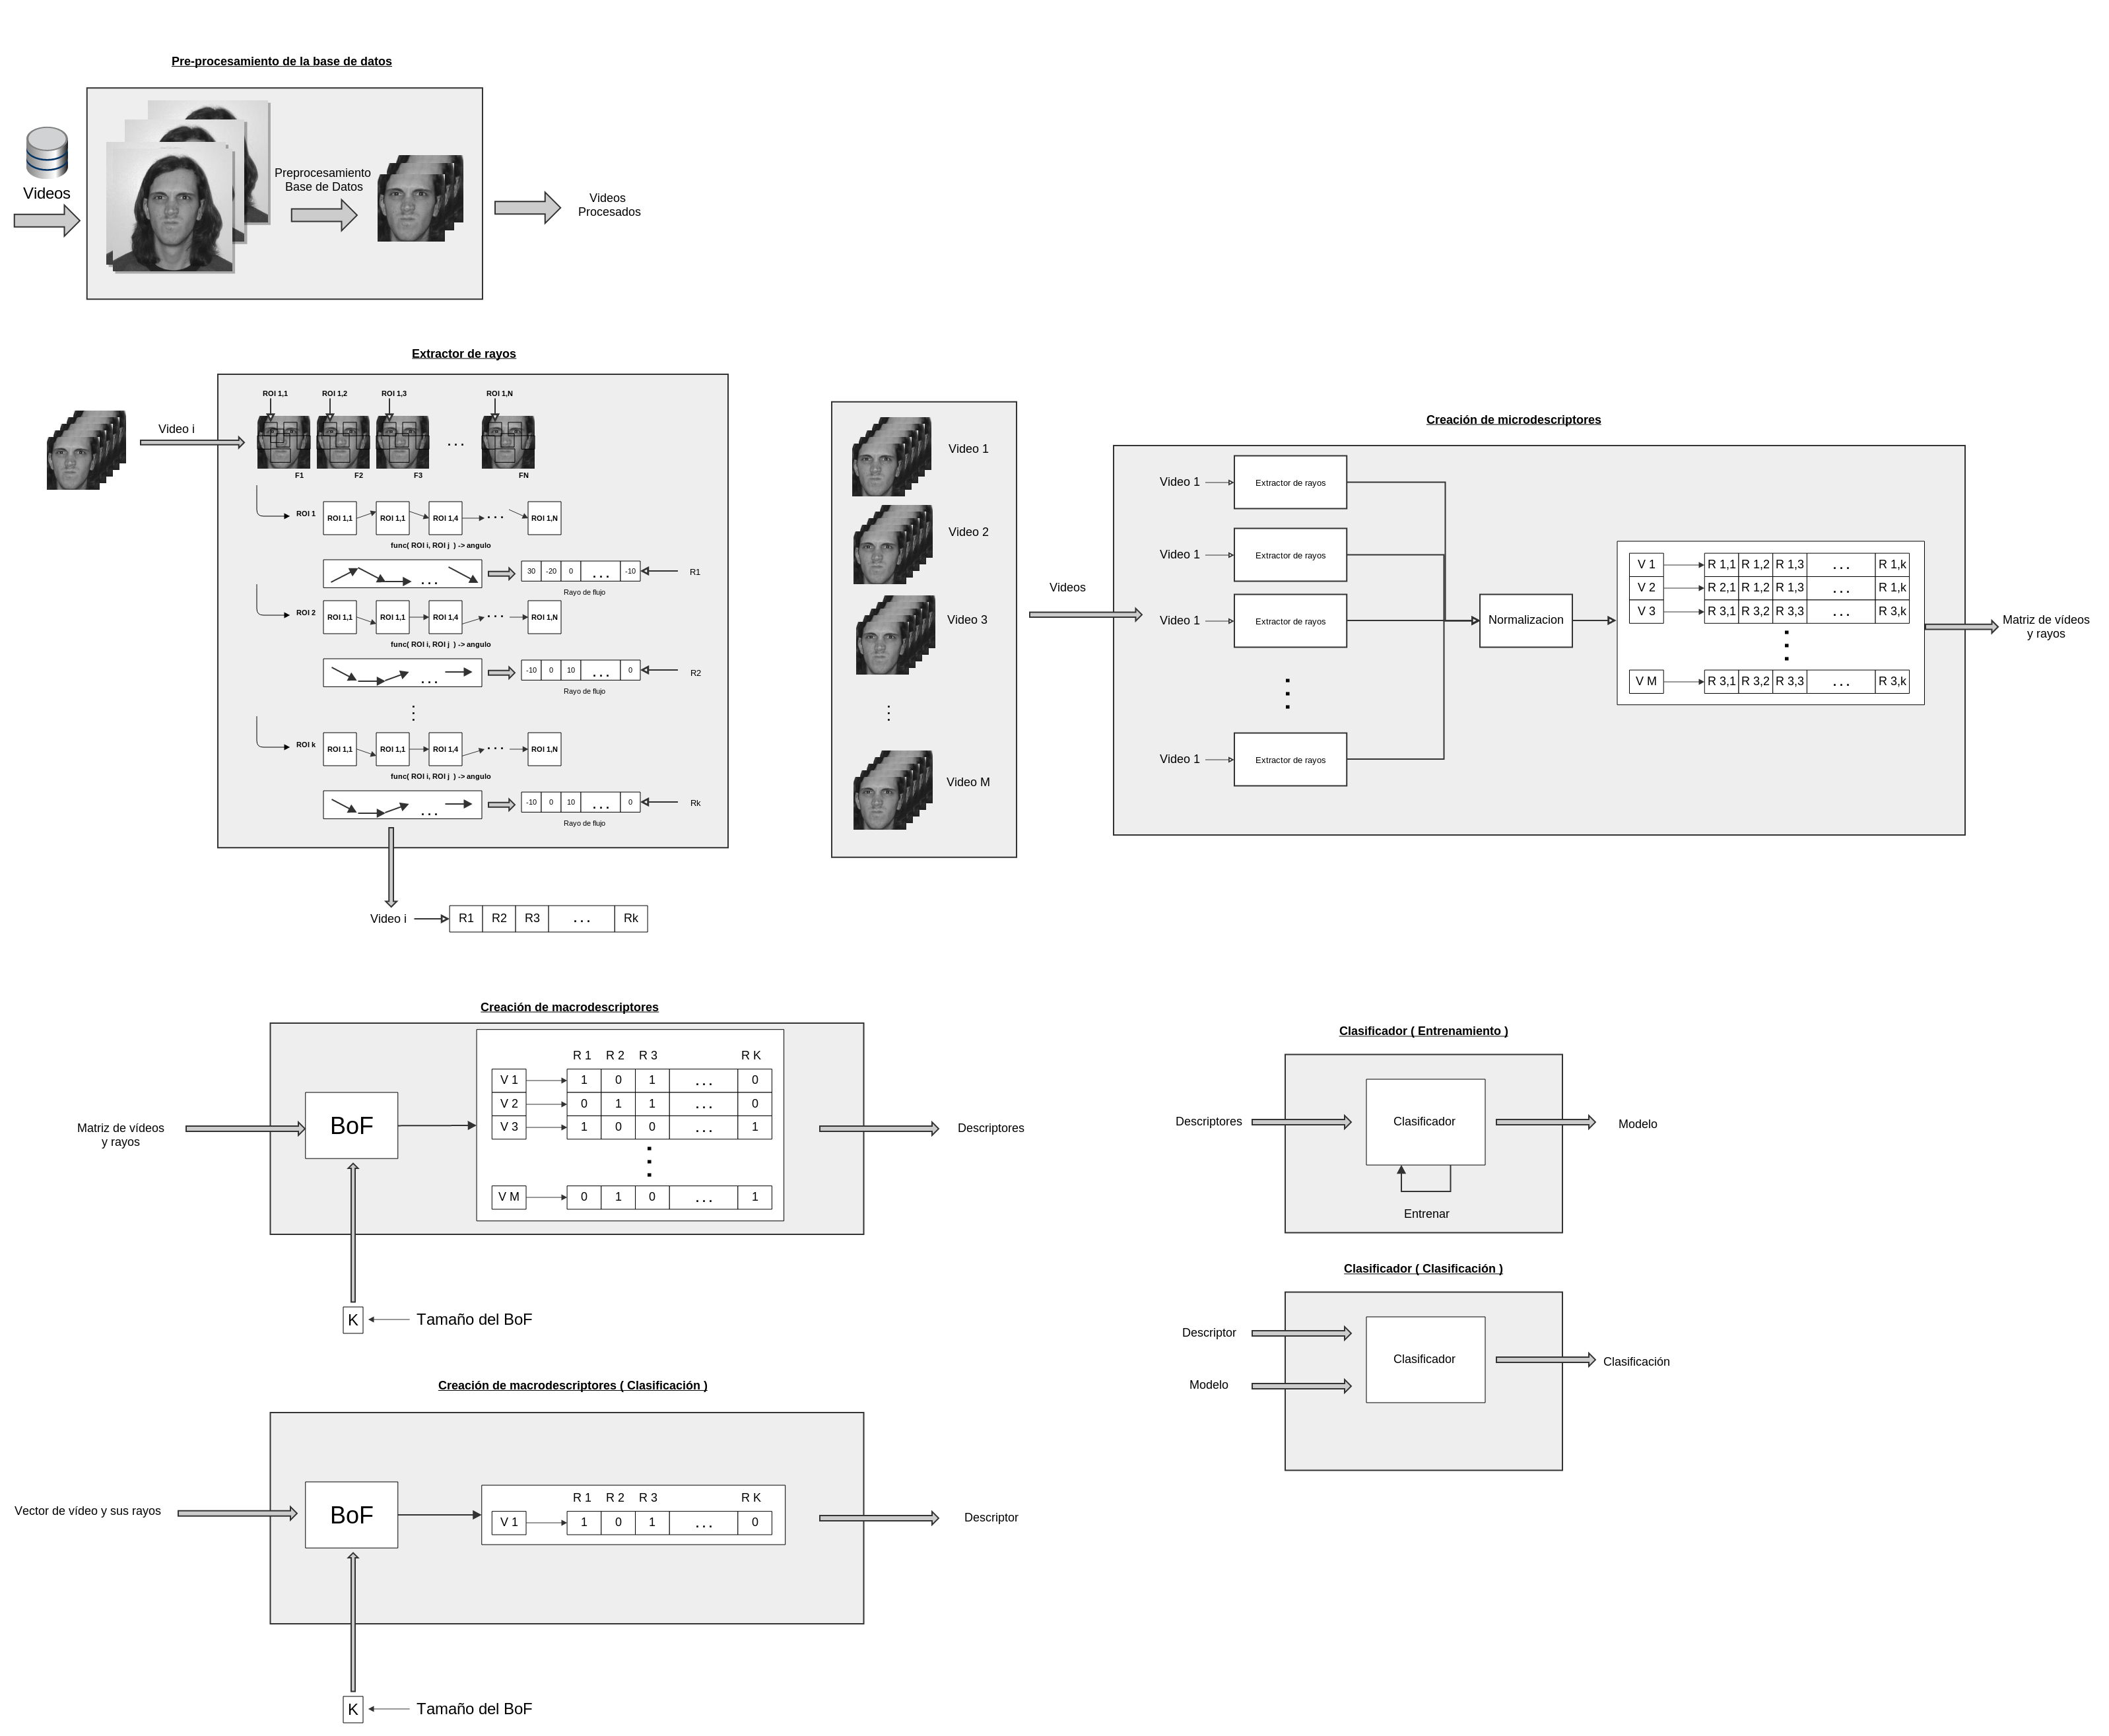 Pre-procesamiento de la base de datos
Videos
Preprocesamiento
Base de Datos
Videos
Procesados
Extractor de rayos
Video i
ROI 1,1 ROI 1,2 ROI 1,3 ROI 1,N
...
F1 F2 F3 FN
ROI 1 ROI 1,1 ROI 1,1 ROI 1,4 ... ROI 1,N
func( ROI i, ROI j ) -> angulo
... 30 -20 0 ... -10 R1
Rayo de flujo
ROI 2 ROI 1,1 ROI 1,1 ROI 1,4 ... ROI 1,N
func( ROI i, ROI j ) -> angulo
... -10 0 10 ... 0 R2
Rayo de flujo
...
ROI k ROI 1,1 ROI 1,1 ROI 1,4 ... ROI 1,N
func( ROI i, ROI j ) -> angulo
... -10 0 10 ... 0 Rk
Rayo de flujo
Video i R1 R2 R3 ... Rk
Video 1
Video 2
Video 3
...
Video M
Videos
Creación de microdescriptores
Video 1 Extractor de rayos
Video 1 Extractor de rayos
Video 1 Extractor de rayos
...
Video 1 Extractor de rayos
Normalizacion
V 1 R 1,1 R 1,2 R 1,3 ... R 1,k
V 2 R 2,1 R 1,2 R 1,3 ... R 1,k
V 3 R 3,1 R 3,2 R 3,3 ... R 3,k
...
V M R 3,1 R 3,2 R 3,3 ... R 3,k
Matriz de vídeos
y rayos
Creación de macrodescriptores
Matriz de vídeos
y rayos
BoF
R 1 R 2 R 3 R K
V 1 1 0 1 ... 0
V 2 0 1 1 ... 0
V 3 1 0 0 ... 1
...
V M 0 1 0 ... 1
Descriptores
K Tamaño del BoF
Clasificador ( Entrenamiento )
Descriptores
Clasificador
Modelo
Entrenar
Clasificador ( Clasificación )
Descriptor
Clasificador
Clasificación
Modelo
Creación de macrodescriptores ( Clasificación )
Vector de vídeo y sus rayos
BoF
R 1 R 2 R 3 R K
V 1 1 0 1 ... 0
Descriptor
K Tamaño del BoF